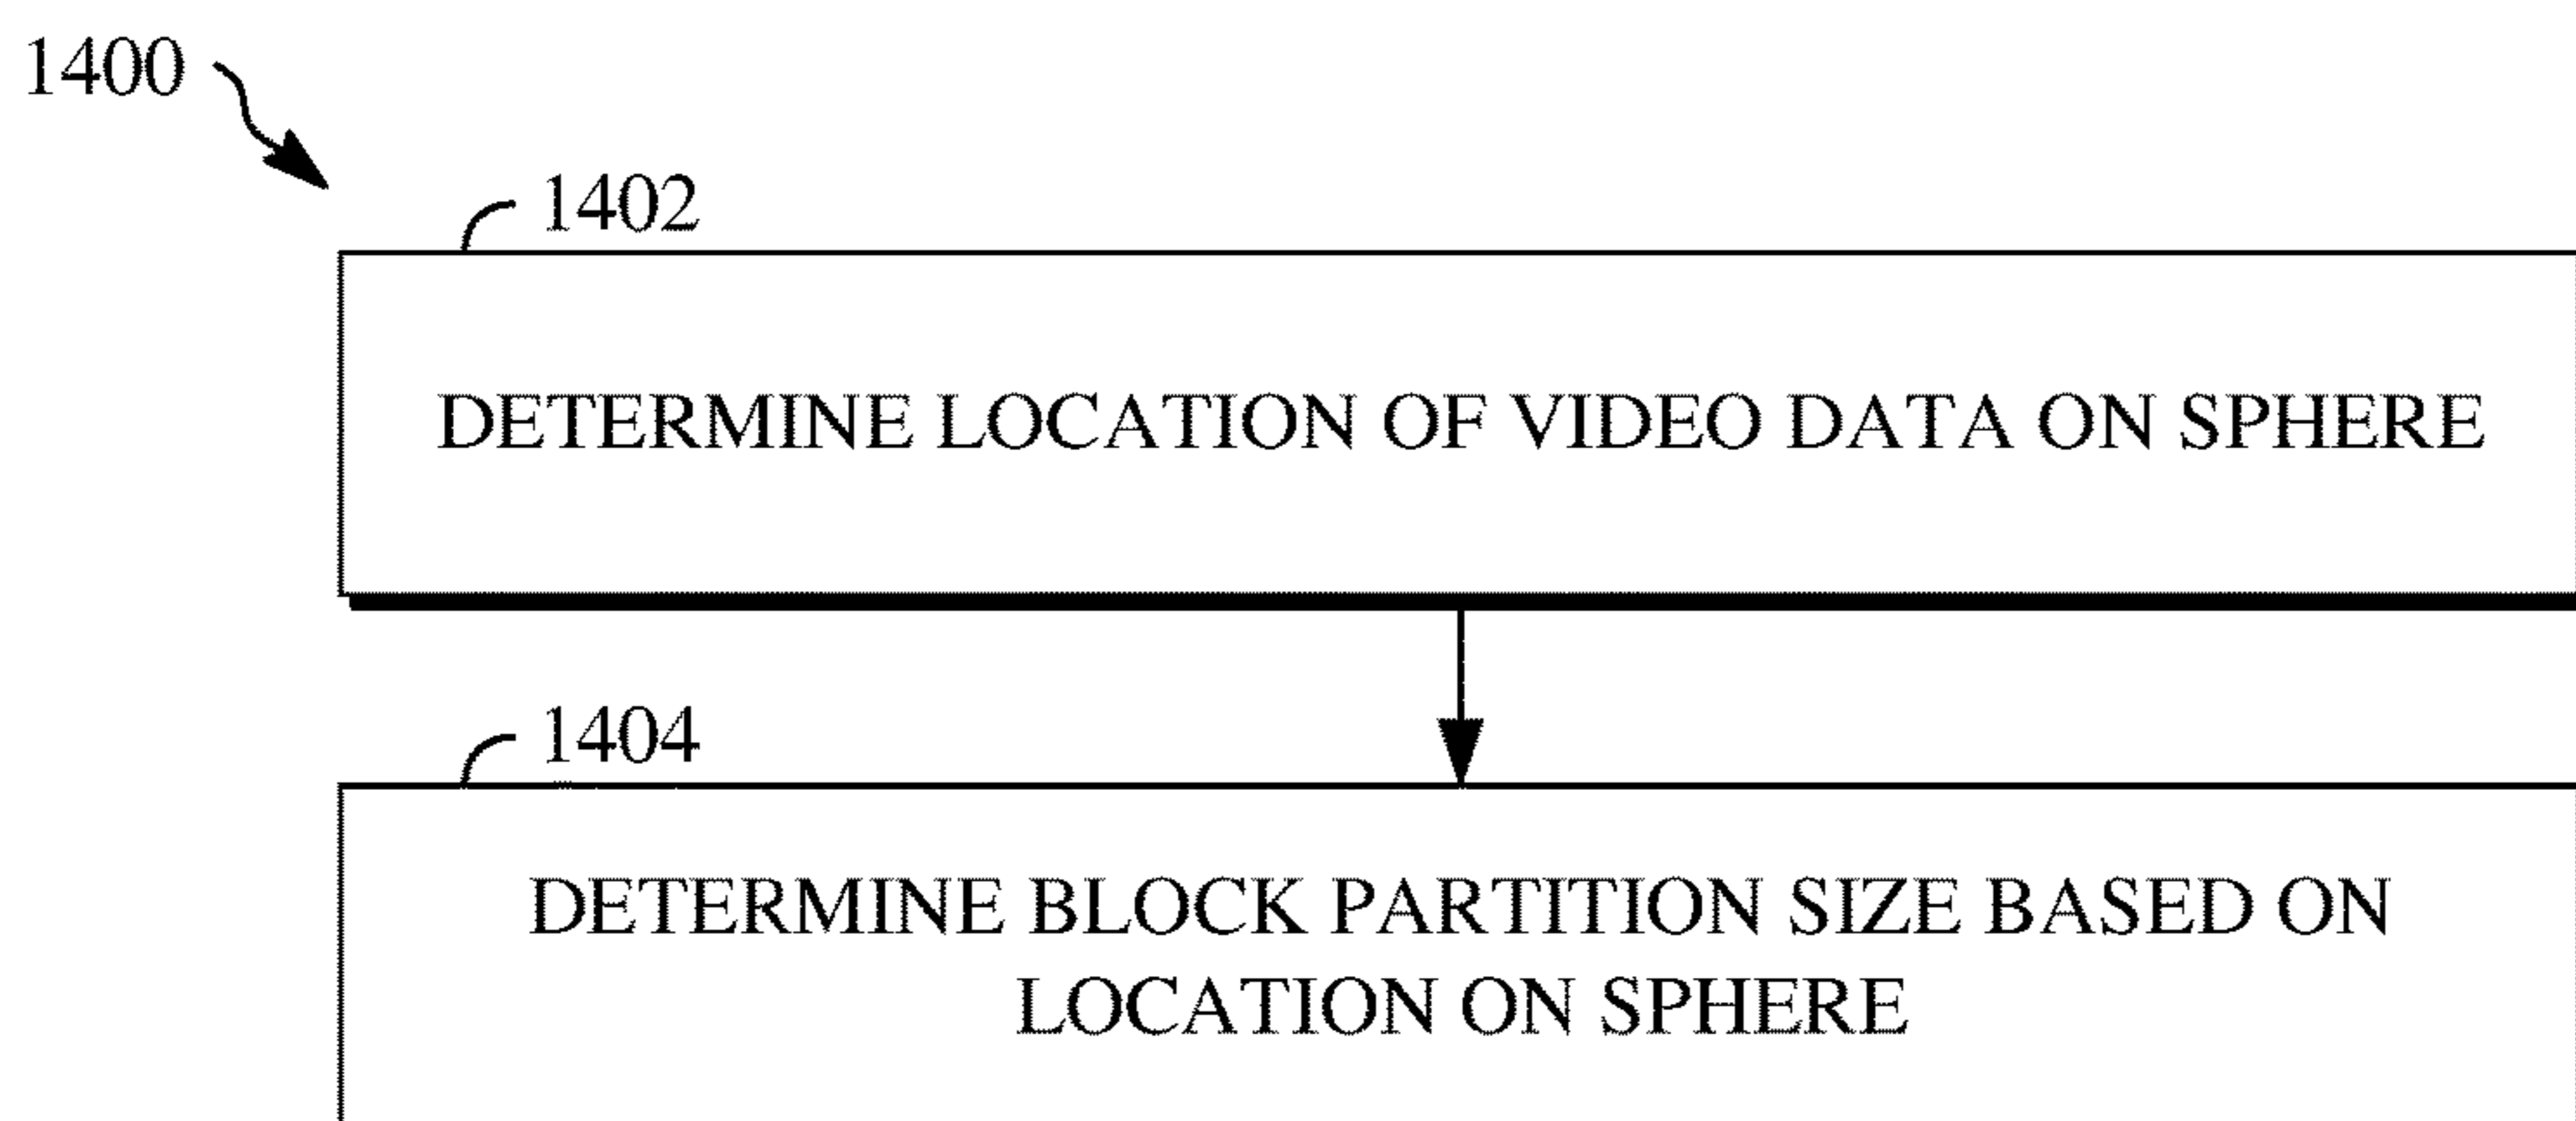 1400
1402
DETERMINE LOCATION OF VIDEO DATA ON SPHERE
1404
DETERMINE BLOCK PARTITION SIZE BASED ON
LOCATION ON SPHERE